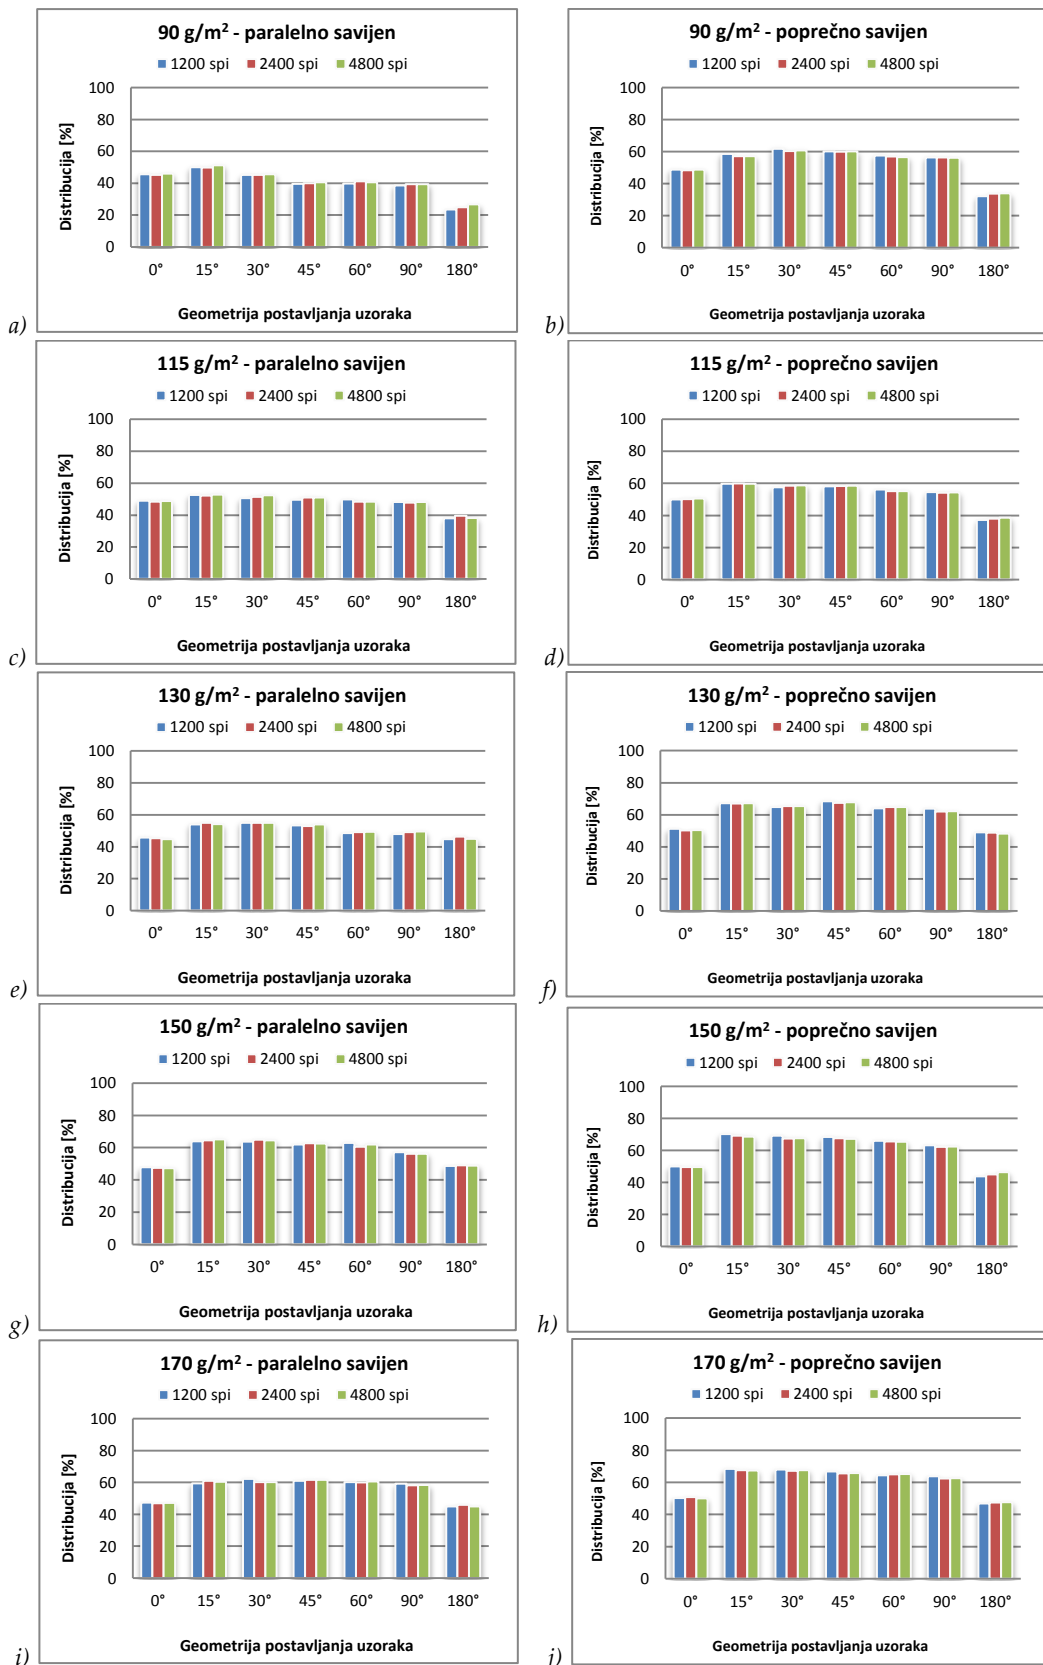 90 g/m² - paralelno savijen
1200 spi 2400 spi 4800 spi
Distribucija [%]
100
80
60
40
20
0
0° 15° 30° 45° 60° 90° 180°
Geometrija postavljanja uzoraka
a)
90 g/m² - poprečno savijen
1200 spi 2400 spi 4800 spi
Distribucija [%]
100
80
60
40
20
0
0° 15° 30° 45° 60° 90° 180°
Geometrija postavljanja uzoraka
b)
115 g/m² - paralelno savijen
1200 spi 2400 spi 4800 spi
Distribucija [%]
100
80
60
40
20
0
0° 15° 30° 45° 60° 90° 180°
Geometrija postavljanja uzoraka
c)
115 g/m² - poprečno savijen
1200 spi 2400 spi 4800 spi
Distribucija [%]
100
80
60
40
20
0
0° 15° 30° 45° 60° 90° 180°
Geometrija postavljanja uzoraka
d)
130 g/m² - paralelno savijen
1200 spi 2400 spi 4800 spi
Distribucija [%]
100
80
60
40
20
0
0° 15° 30° 45° 60° 90° 180°
Geometrija postavljanja uzoraka
e)
130 g/m² - poprečno savijen
1200 spi 2400 spi 4800 spi
Distribucija [%]
100
80
60
40
20
0
0° 15° 30° 45° 60° 90° 180°
Geometrija postavljanja uzoraka
f)
150 g/m² - paralelno savijen
1200 spi 2400 spi 4800 spi
Distribucija [%]
100
80
60
40
20
0
0° 15° 30° 45° 60° 90° 180°
Geometrija postavljanja uzoraka
g)
150 g/m² - poprečno savijen
1200 spi 2400 spi 4800 spi
Distribucija [%]
100
80
60
40
20
0
0° 15° 30° 45° 60° 90° 180°
Geometrija postavljanja uzoraka
h)
170 g/m² - paralelno savijen
1200 spi 2400 spi 4800 spi
Distribucija [%]
100
80
60
40
20
0
0° 15° 30° 45° 60° 90° 180°
Geometrija postavljanja uzoraka
i)
170 g/m² - poprečno savijen
1200 spi 2400 spi 4800 spi
Distribucija [%]
100
80
60
40
20
0
0° 15° 30° 45° 60° 90° 180°
Geometrija postavljanja uzoraka
j)